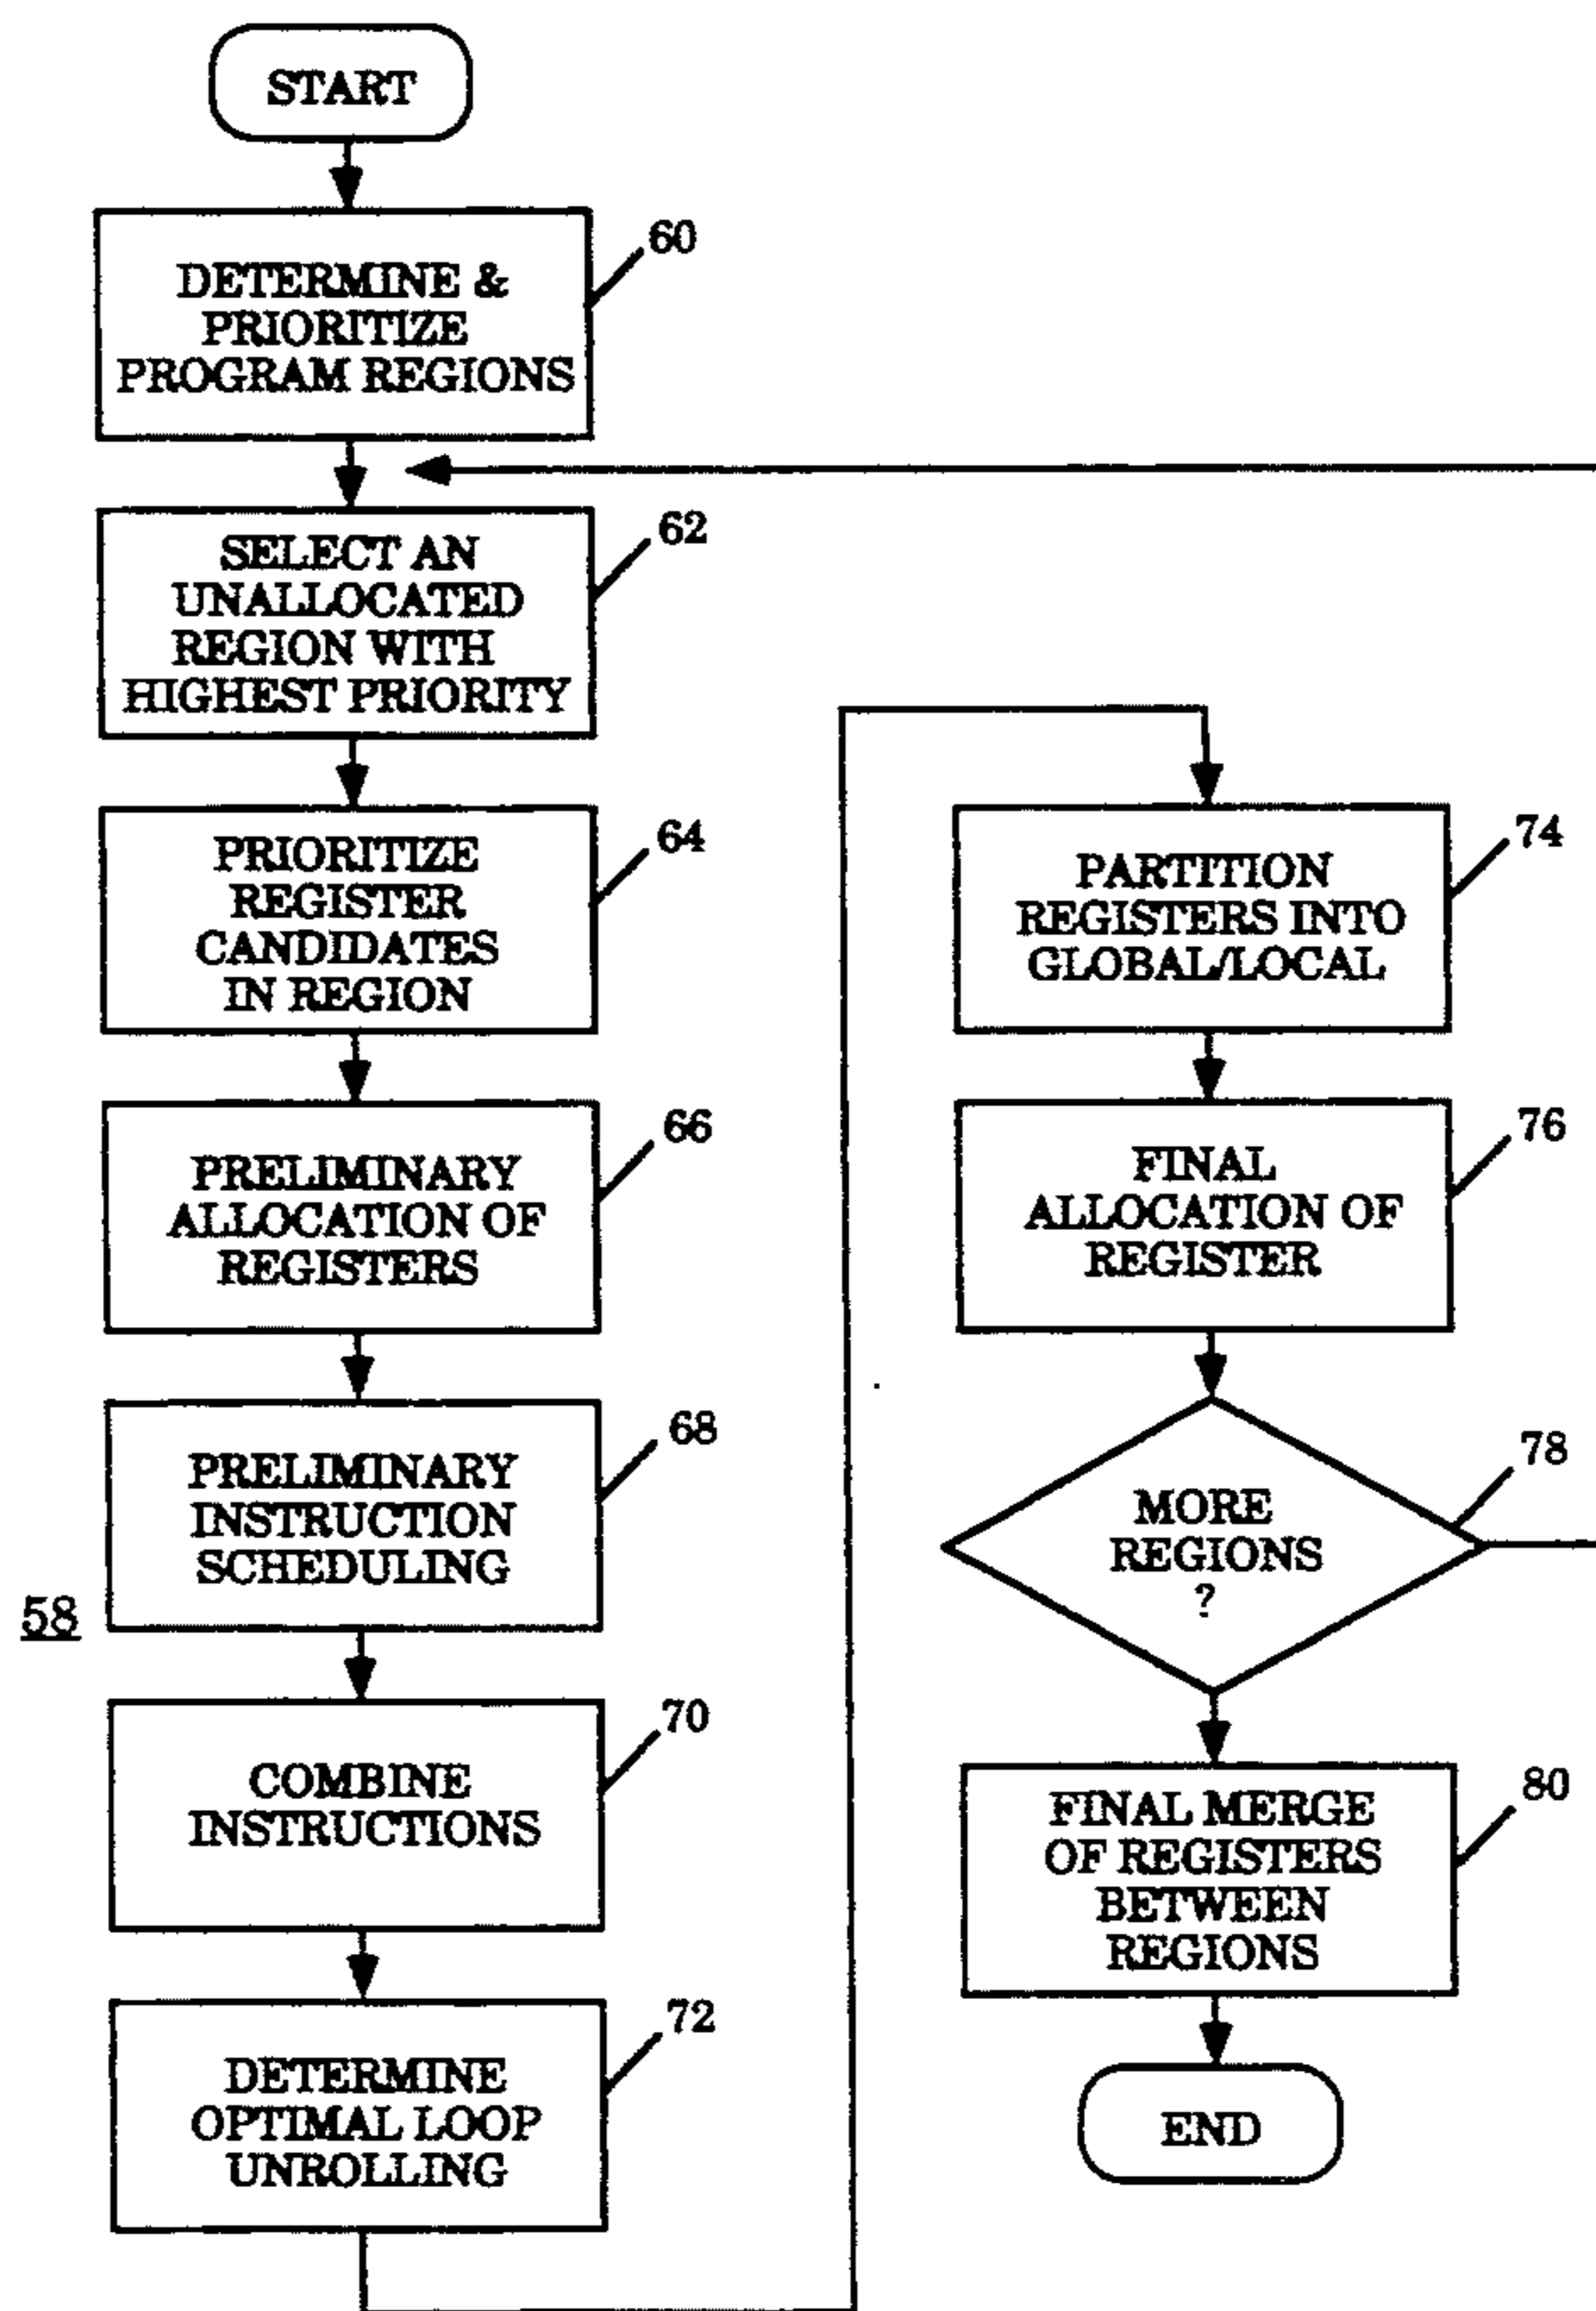 START
60
DETERMINE &
PRIORITIZE
PROGRAM REGIONS
62
SELECT AN
UNALLOCATED
REGION WITH
HIGHEST PRIORITY
64
PRIORITIZE
REGISTER
CANDIDATES
IN REGION
66
PRELIMINARY
ALLOCATION OF
REGISTERS
68
PRELIMINARY
INSTRUCTION
SCHEDULING
58
70
COMBINE
INSTRUCTIONS
72
DETERMINE
OPTIMAL LOOP
UNROLLING
74
PARTITION
REGISTERS INTO
GLOBAL/LOCAL
76
FINAL
ALLOCATION OF
REGISTER
78
MORE
REGIONS
?
80
FINAL MERGE
OF REGISTERS
BETWEEN
REGIONS
END